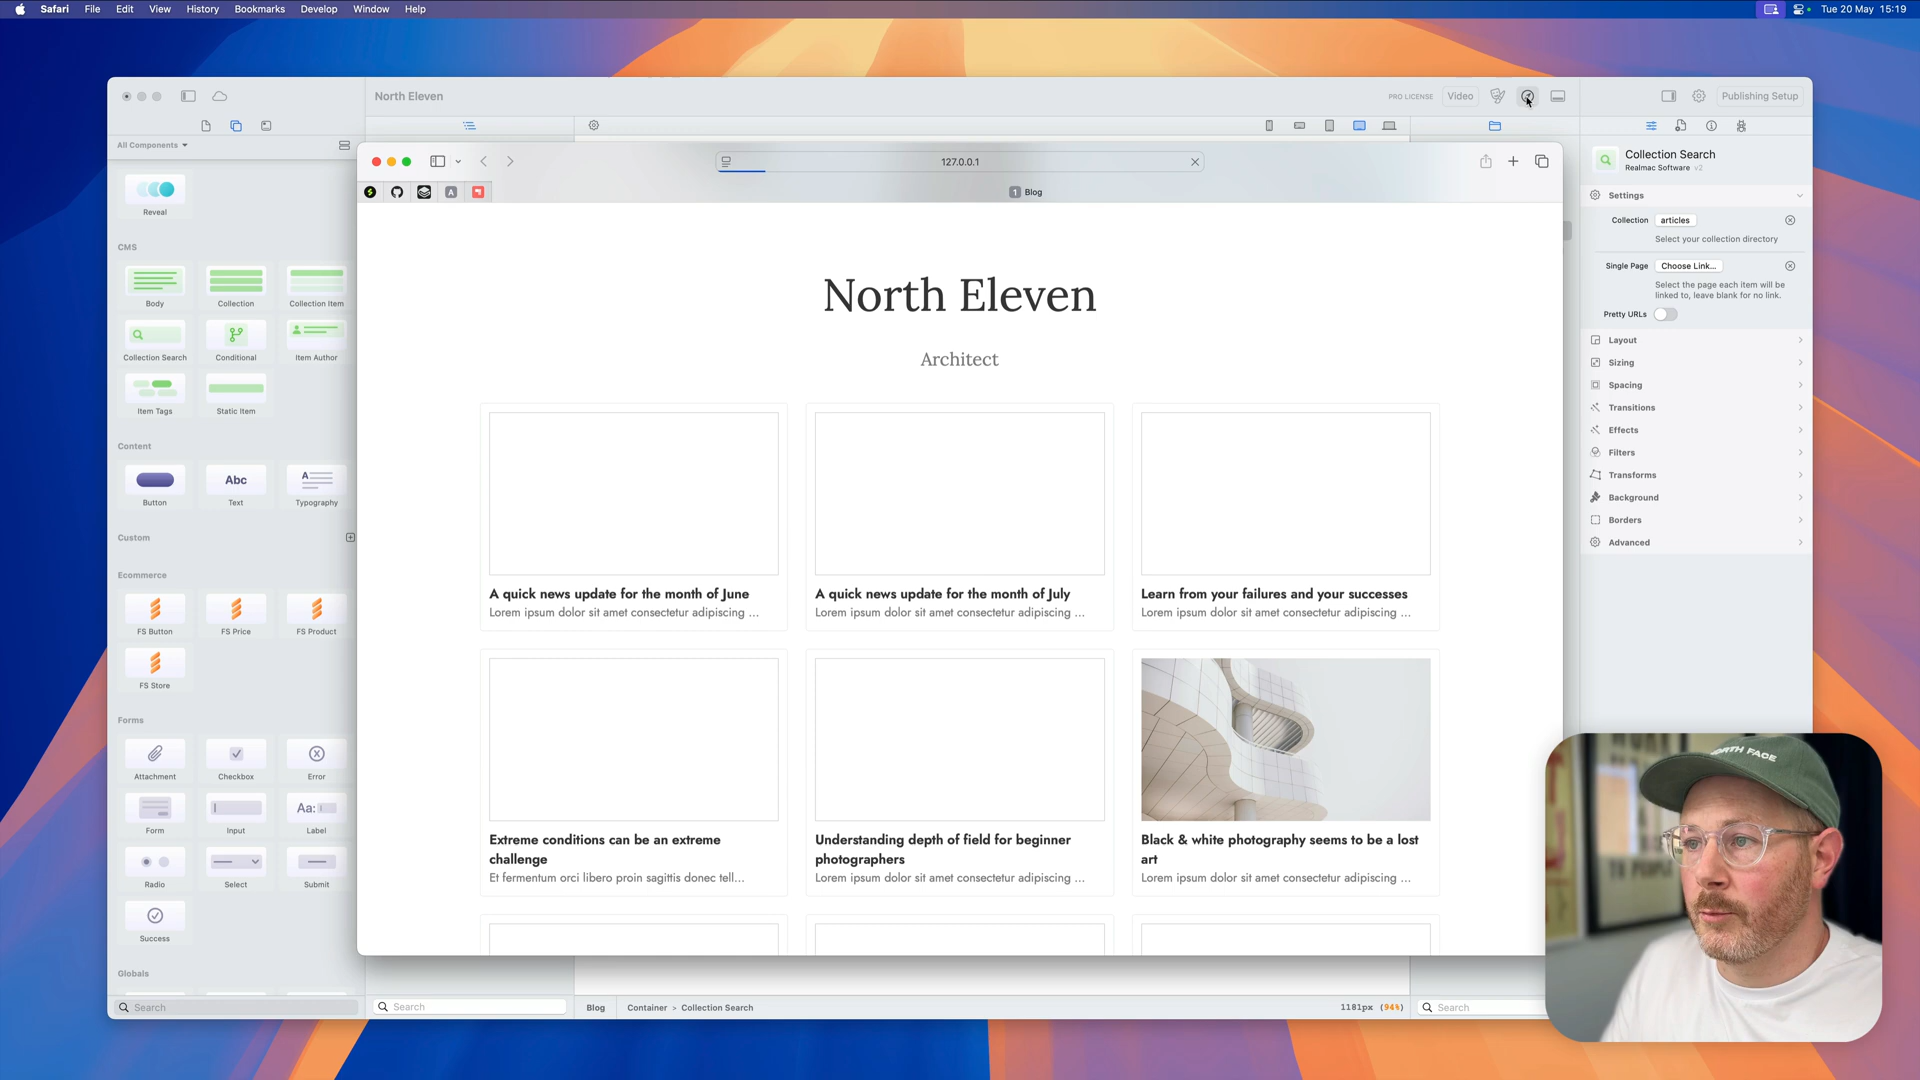 Safari File Edit View History Bookmarks Develop Window Help
Tue 20 May 15:19
North Eleven
PRO LICENSE Video
Publishing Setup
All Components
Reveal
CMS
Body Collection Collection Item
Collection Search Conditional Item Author
Item Tags Static Item
Content
Abc
A
Button Text Typography
Custom
Ecommerce
FS Button FS Price FS Product
FS Store
Forms
Attachment Checkbox Error
Aa:
Form Input Label
Radio Select Submit
Success
Globals
Search
127.0.0.1
A
1 Blog
North Eleven
Architect
A quick news update for the month of June
Lorem ipsum dolor sit amet consectetur adipiscing ...
A quick news update for the month of July
Lorem ipsum dolor sit amet consectetur adipiscing ...
Learn from your failures and your successes
Lorem ipsum dolor sit amet consectetur adipiscing ...
Extreme conditions can be an extreme
challenge
Et fermentum orci libero proin sagittis donec tell...
Understanding depth of field for beginner
photographers
Lorem ipsum dolor sit amet consectetur adipiscing ...
Black & white photography seems to be a lost
art
Lorem ipsum dolor sit amet consectetur adipiscing ...
Search
Blog Container > Collection Search
1181px (94%)
Search
Collection Search
Realmac Software v2
Settings
Collection articles
Select your collection directory
Single Page Choose Link...
Select the page each item will be
linked to, leave blank for no link.
Pretty URLs
Layout
Sizing
Spacing
Transitions
Effects
Filters
Transforms
Background
Borders
Advanced
NORTH FACE